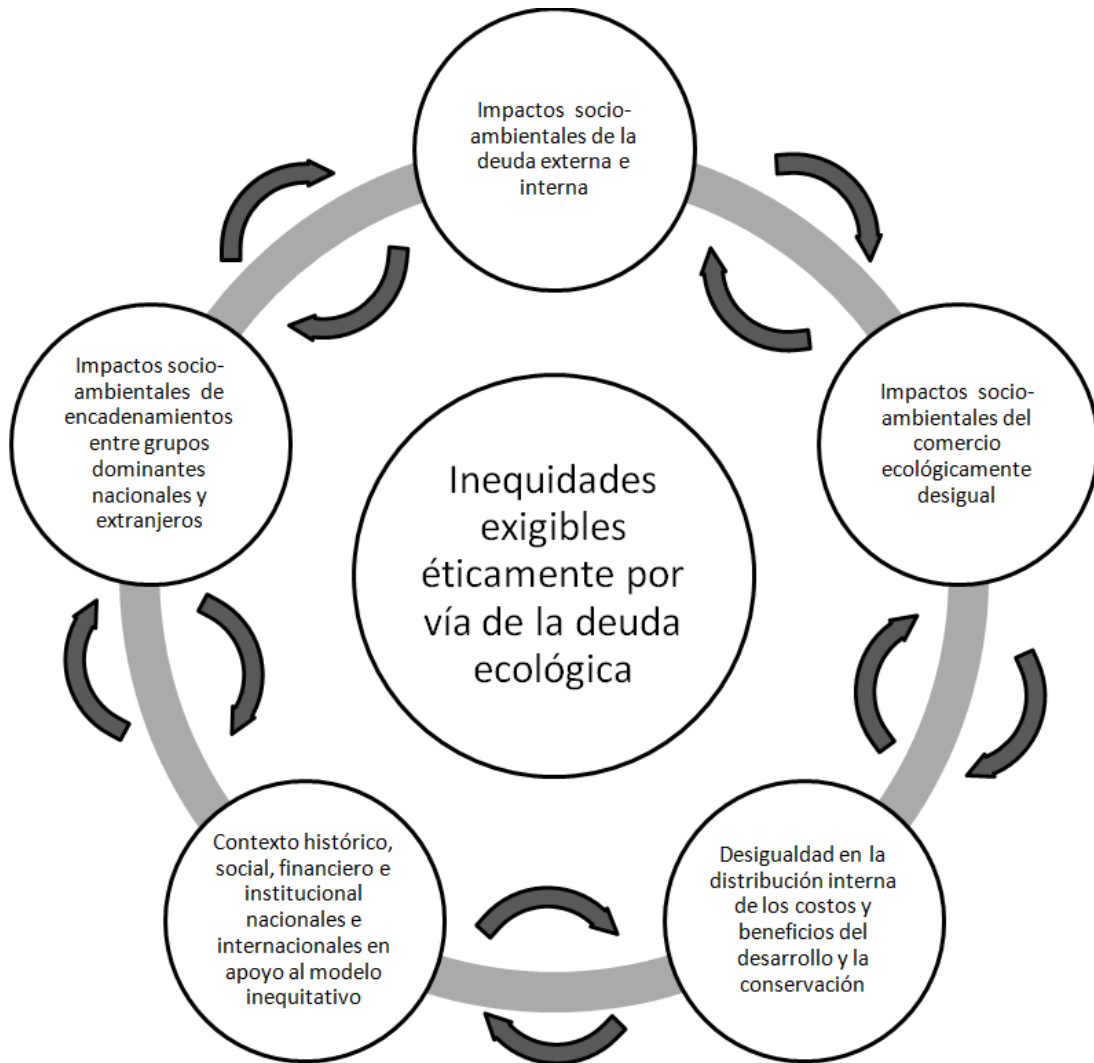 Impactos socio-
ambientales de la
deuda externa e
interna
Impactos socio-
ambientales de
encadenamientos
entre grupos
dominantes
nacionales y
extranjeros
Impactos socio-
ambientales del
comercio
ecológicamente
desigual
Inequidades
exigibles
éticamente por
vía de la deuda
ecológica
Contexto histórico,
social, financiero e
institucional
nacionales e
internacionales en
apoyo al modelo
inequitativo
Desigualdad en la
distribución interna
de los costos y
beneficios del
desarrollo y la
conservación